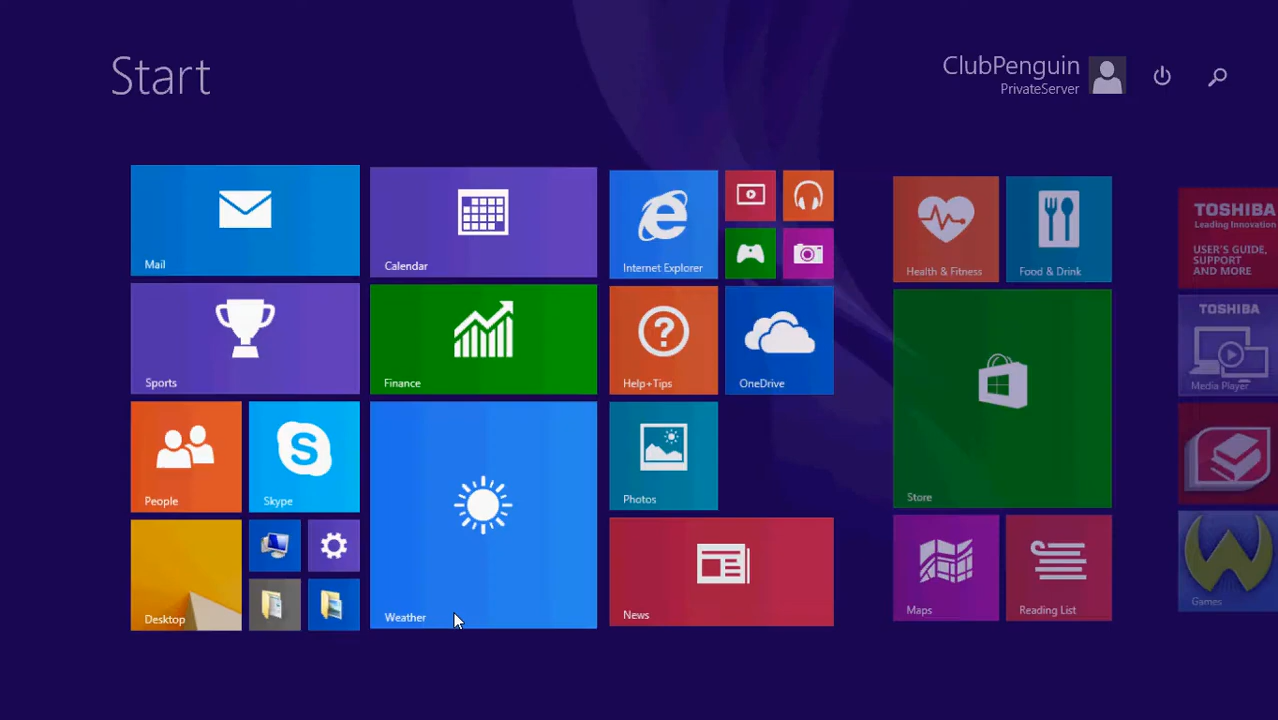 Start
ClubPenguin
PrivateServer
Mail
Calendar
Internet Explorer
Health & Fitness
Food & Drink
TOSHIBA
Leading Innovation
USER'S GUIDE,
SUPPORT
AND MORE
Sports
Finance
Help+Tips
OneDrive
TOSHIBA
Media Player
People
Skype
Weather
Photos
Store
Desktop
News
Maps
Reading List
Games